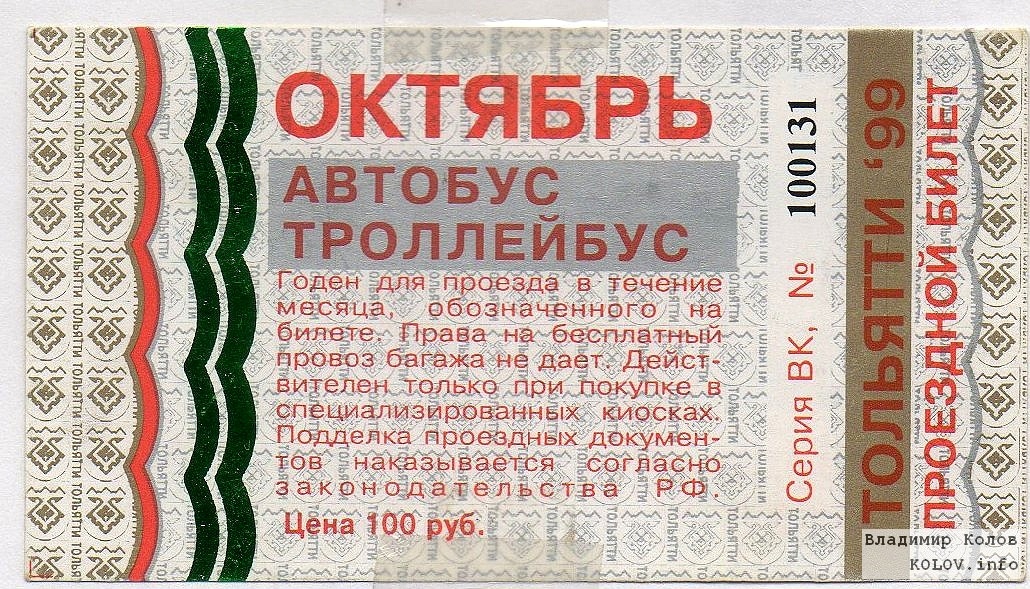 ОКТЯБРЬ
АВТОБУС
ТРОЛЛЕЙБУС
Годен для проезда в течение
месяца, обозначенного на
билете. Права на бесплатный
провоз багажа не дает. Дейст-
вителен только при покупке в
специализированных киосках.
Подделка проездных докумен-
тов наказывается согласно
законодательства РФ.
Цена 100 руб.
Серия ВК, № 100131
ТОЛЬЯТТИ '99
ПРОЕЗДНОЙ БИЛЕТ
Владимир Колов
KOLOV.info